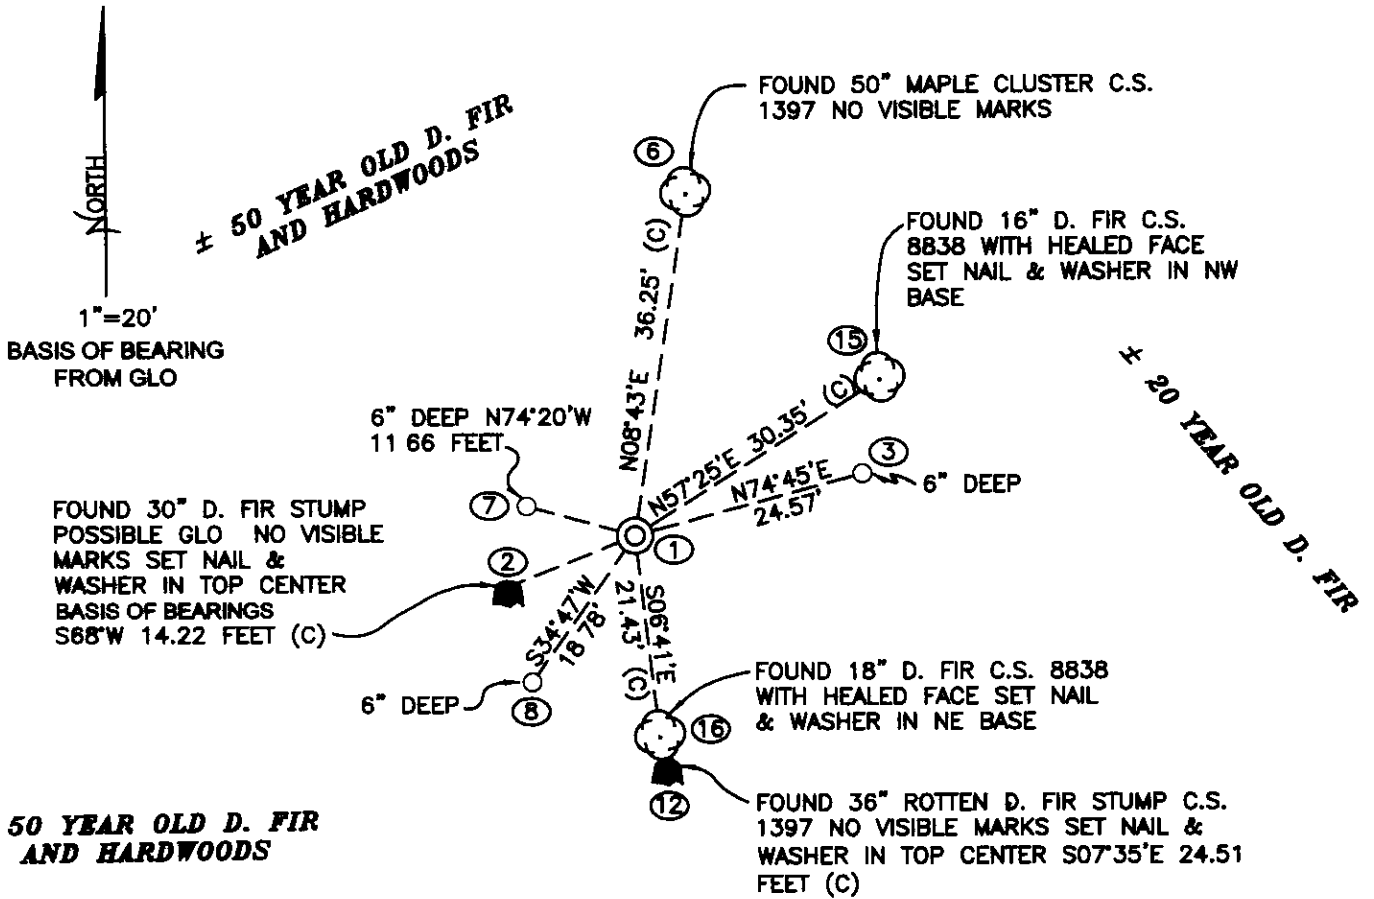 NORTH
1"=20'
BASIS OF BEARING
FROM GLO
± 50 YEAR OLD D. FIR
AND HARDWOODS
FOUND 50" MAPLE CLUSTER C.S.
1397 NO VISIBLE MARKS
6
N08°43'E 36.25' (C)
FOUND 16" D. FIR C.S.
8838 WITH HEALED FACE
SET NAIL & WASHER IN NW
BASE
15
N57°25'E 30.35' (C)
± 20 YEAR OLD D. FIR
3
6" DEEP
N74°45'E
24.57'
6" DEEP N74°20'W
11 66 FEET
7
1
FOUND 30" D. FIR STUMP
POSSIBLE GLO NO VISIBLE
MARKS SET NAIL &
WASHER IN TOP CENTER
BASIS OF BEARINGS
S68°W 14.22 FEET (C)
2
S34°47'W
18 78'
6" DEEP
8
S06°41'E
21.43' (C)
FOUND 18" D. FIR C.S. 8838
WITH HEALED FACE SET NAIL
& WASHER IN NE BASE
16
12
FOUND 36" ROTTEN D. FIR STUMP C.S.
1397 NO VISIBLE MARKS SET NAIL &
WASHER IN TOP CENTER S07°35'E 24.51
FEET (C)
50 YEAR OLD D. FIR
AND HARDWOODS